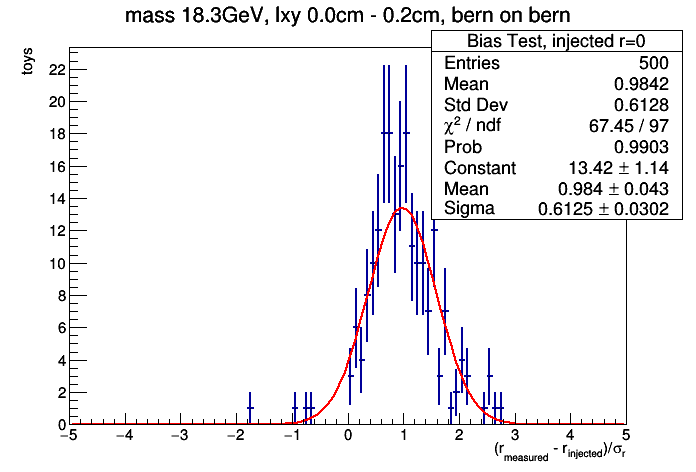 mass 18.3GeV, lxy 0.0cm - 0.2cm, bern on bern
Bias Test, injected r=0
Entries 500
Mean 0.9842
Std Dev 0.6128
χ² / ndf 67.45 / 97
Prob 0.9903
Constant 13.42 ± 1.14
Mean 0.984 ± 0.043
Sigma 0.6125 ± 0.0302
toys
22
20
18
16
14
12
10
8
6
4
2
0
−5 −4 −3 −2 −1 0 1 2 3 4 5
(r_measured - r_injected)/σ_r